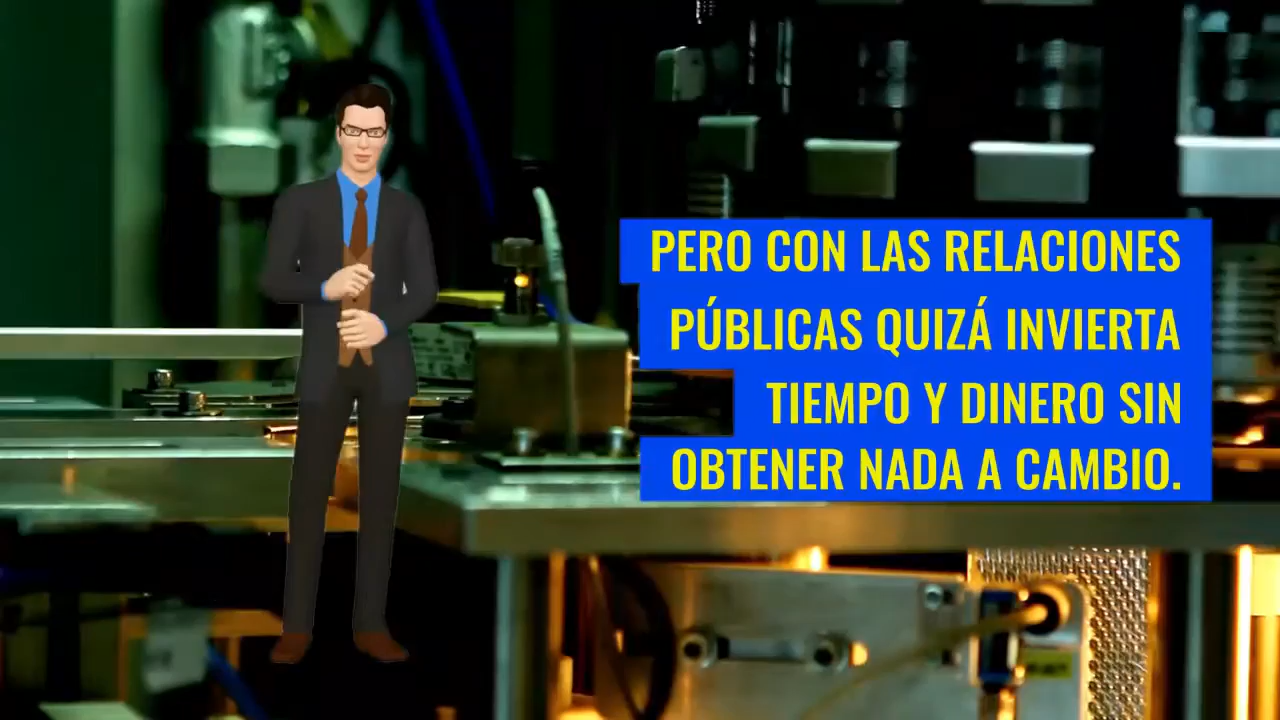 PERO CON LAS RELACIONES
PÚBLICAS QUIZÁ INVIERTA
TIEMPO Y DINERO SIN
OBTENER NADA A CAMBIO.